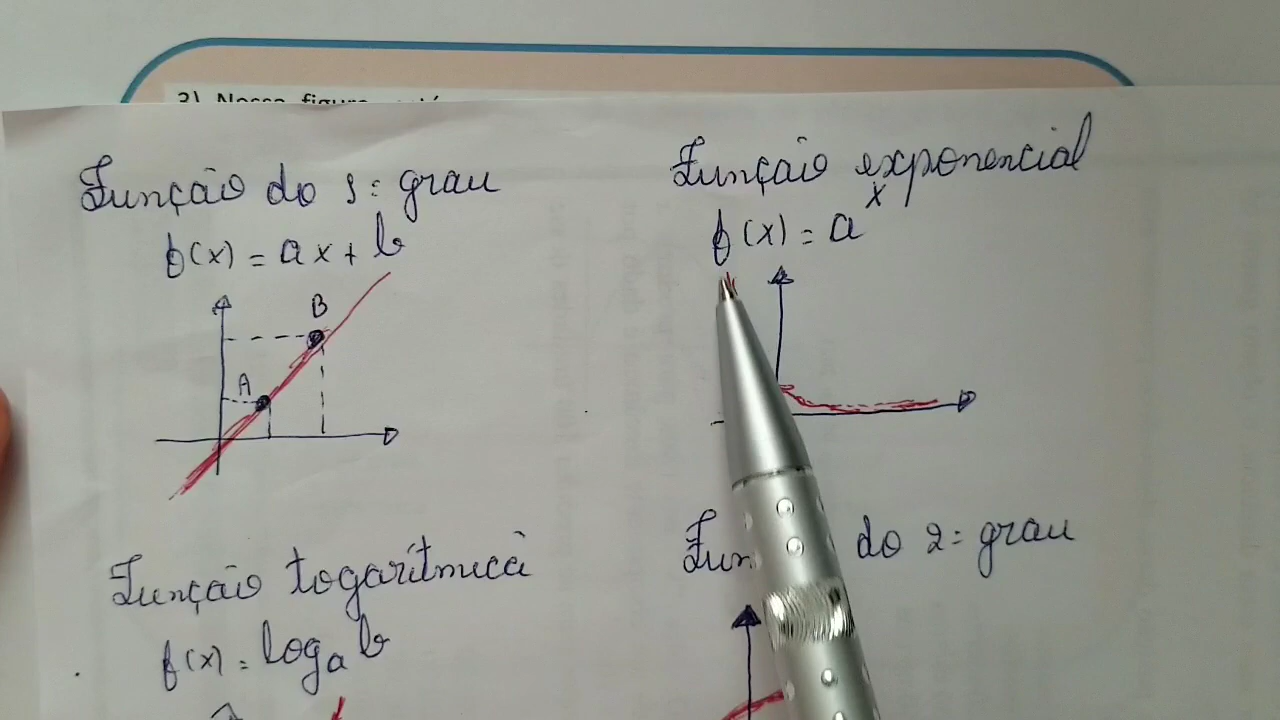 Função do 1º grau
f(x) = ax + b
B
A
Função exponencial
f(x) = a^x
Função logarítmica
f(x) = log_a b
do 2º grau